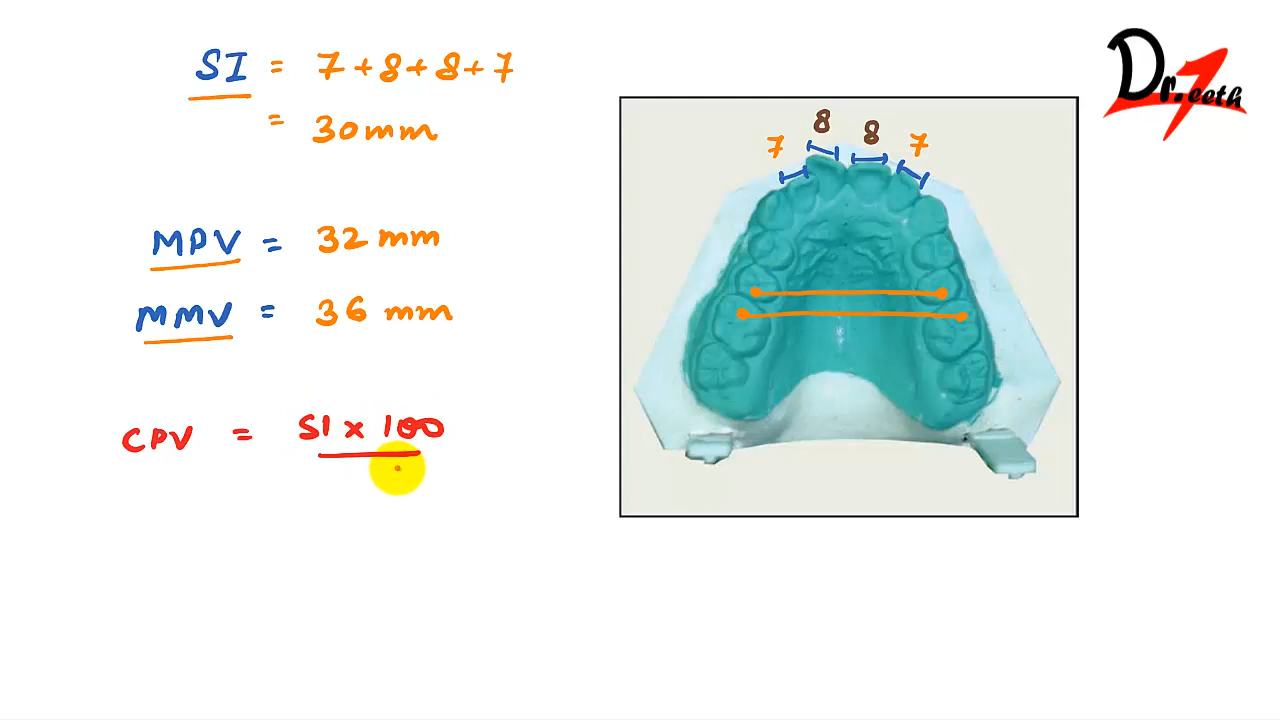 SI = 7+8+8+7
= 30mm
MPV = 32 mm
MMV = 36 mm
CPV = SI x 100
7 8 8 7
Dr.Teeth